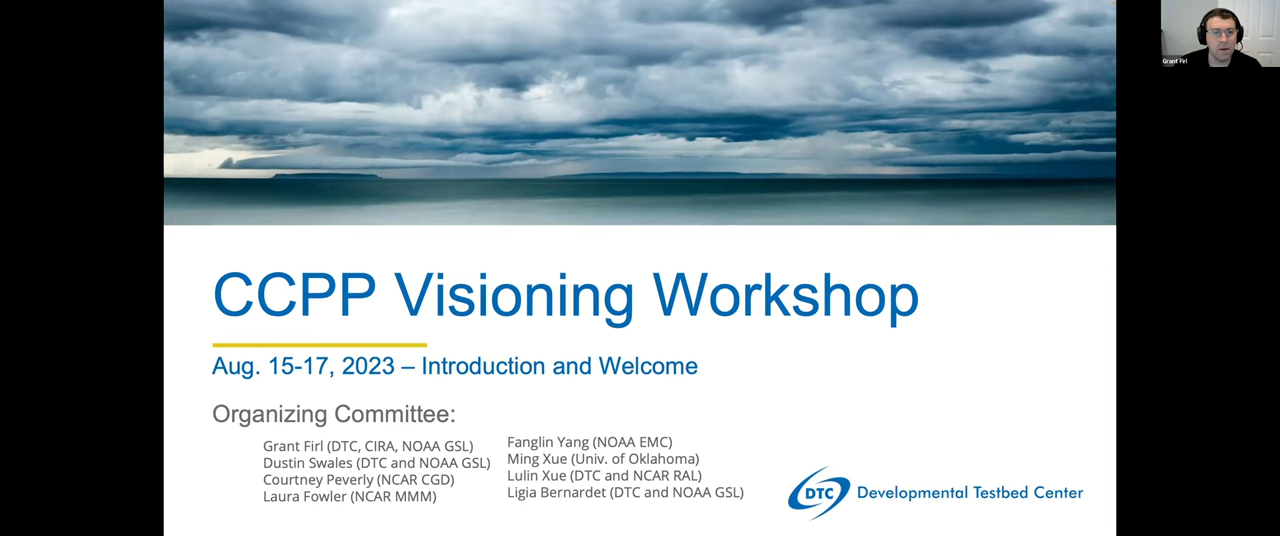 Grant Firl
CCPP Visioning Workshop
Aug. 15-17, 2023 – Introduction and Welcome
Organizing Committee:
Grant Firl (DTC, CIRA, NOAA GSL)
Dustin Swales (DTC and NOAA GSL)
Courtney Peverly (NCAR CGD)
Laura Fowler (NCAR MMM)
Fanglin Yang (NOAA EMC)
Ming Xue (Univ. of Oklahoma)
Lulin Xue (DTC and NCAR RAL)
Ligia Bernardet (DTC and NOAA GSL)
DTC Developmental Testbed Center